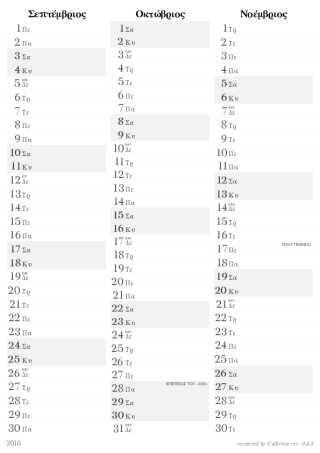 Σεπτέμβριος
1 Πε
2 Πα
3 Σα
4 Κυ
5 Δε
6 Τρ
7 Τε
8 Πε
9 Πα
10 Σα
11 Κυ
12 Δε
13 Τρ
14 Τε
15 Πε
16 Πα
17 Σα
18 Κυ
19 Δε
20 Τρ
21 Τε
22 Πε
23 Πα
24 Σα
25 Κυ
26 Δε
27 Τρ
28 Τε
29 Πε
30 Πα
Οκτώβριος
1 Σα
2 Κυ
3 Δε
4 Τρ
5 Τε
6 Πε
7 Πα
8 Σα
9 Κυ
10 Δε
11 Τρ
12 Τε
13 Πε
14 Πα
15 Σα
16 Κυ
17 Δε
18 Τρ
19 Τε
20 Πε
21 Πα
22 Σα
23 Κυ
24 Δε
25 Τρ
26 Τε
27 Πε
28 Πα ΕΠΕΤΕΙΟΣ ΤΟΥ «ΟΧΙ»
29 Σα
30 Κυ
31 Δε
Νοέμβριος
1 Τρ
2 Τε
3 Πε
4 Πα
5 Σα
6 Κυ
7 Δε
8 Τρ
9 Τε
10 Πε
11 Πα
12 Σα
13 Κυ
14 Δε
15 Τρ
16 Τε
17 Πε ΠΟΛΥΤΕΧΝΕΙΟ
18 Πα
19 Σα
20 Κυ
21 Δε
22 Τρ
23 Τε
24 Πε
25 Πα
26 Σα
27 Κυ
28 Δε
29 Τρ
30 Τε
2016
rendered by Callirhoe ver. 0.4.3